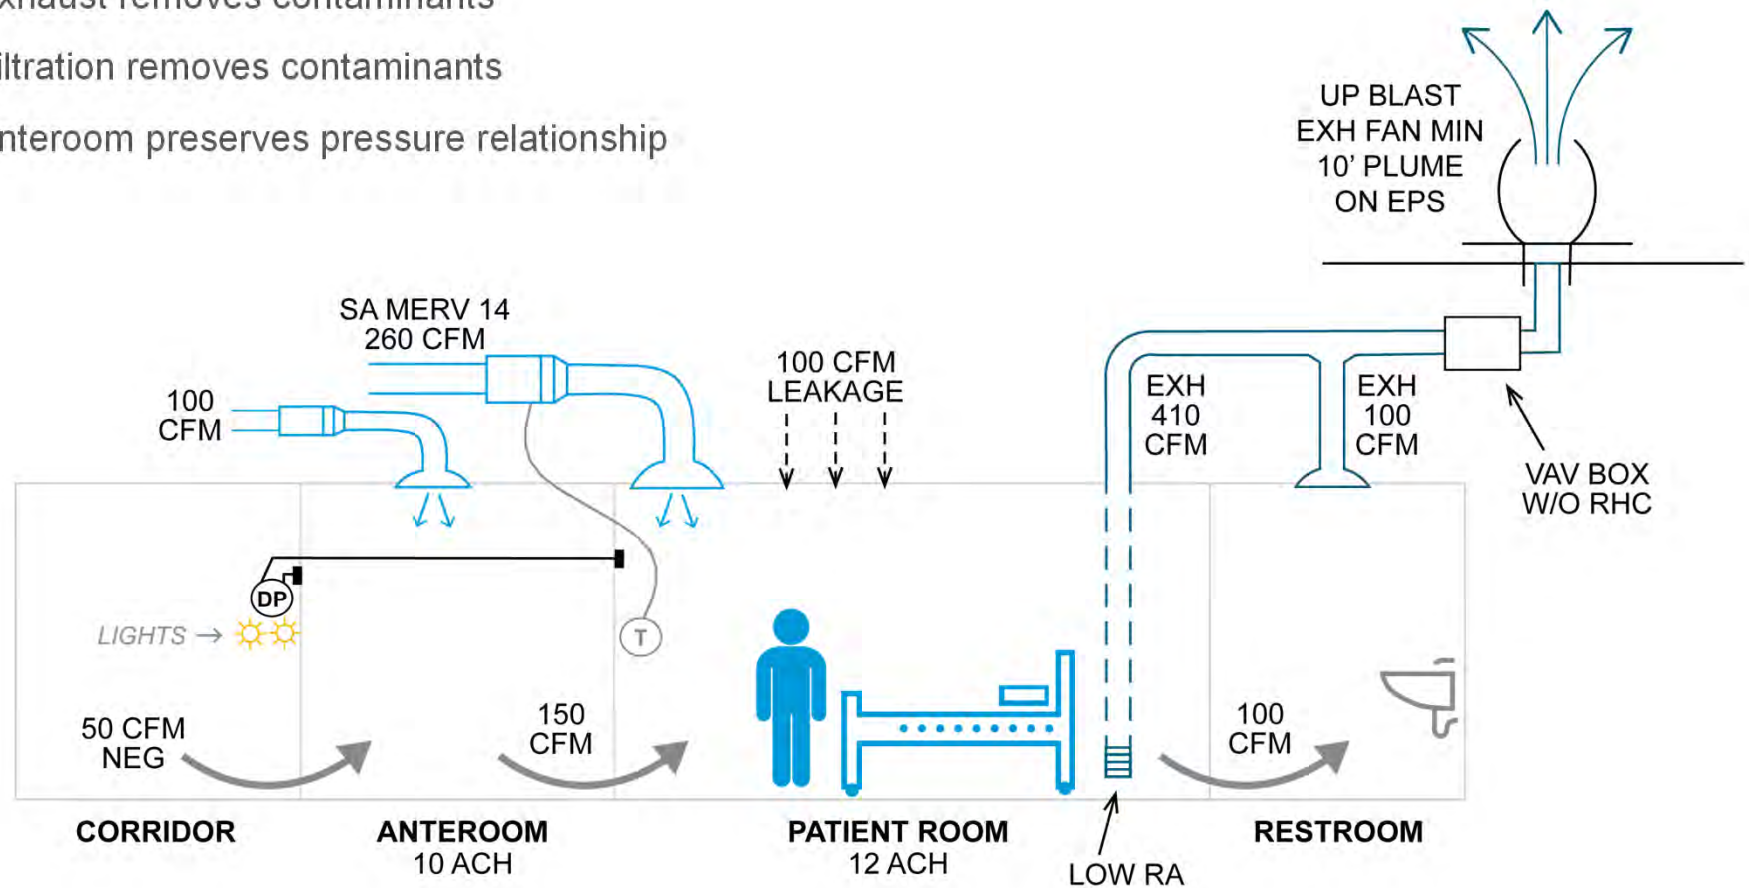 removes contaminants
removes contaminants
preserves pressure relationship
UP BLAST
EXH FAN MIN
10' PLUME
ON EPS
SA MERV 14
260 CFM
100
CFM
100 CFM
LEAKAGE
EXH
410
CFM
EXH
100
CFM
VAV BOX
W/O RHC
DP
LIGHTS →
T
50 CFM
NEG
150
CFM
100
CFM
CORRIDOR
ANTEROOM
10 ACH
PATIENT ROOM
12 ACH
LOW RA
RESTROOM